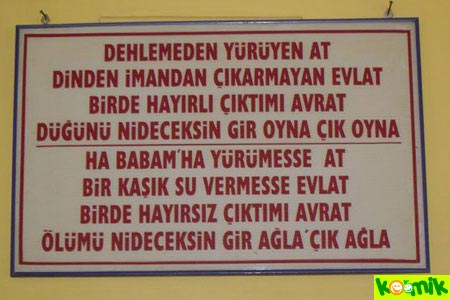 DEHLEMEDEN YÜRÜYEN AT
DİNDEN İMANDAN ÇIKARMAYAN EVLAT
BİRDE HAYIRLI ÇIKTIMI AVRAT
DÜĞÜNÜ NİDECEKSİN GİR OYNA ÇIK OYNA
HA BABAM'HA YÜRÜMESSE AT
BİR KAŞIK SU VERMESSE EVLAT
BİRDE HAYIRSIZ ÇIKTIMI AVRAT
ÖLÜMÜ NİDECEKSİN GİR AĞLA'ÇIK AĞLA
komik